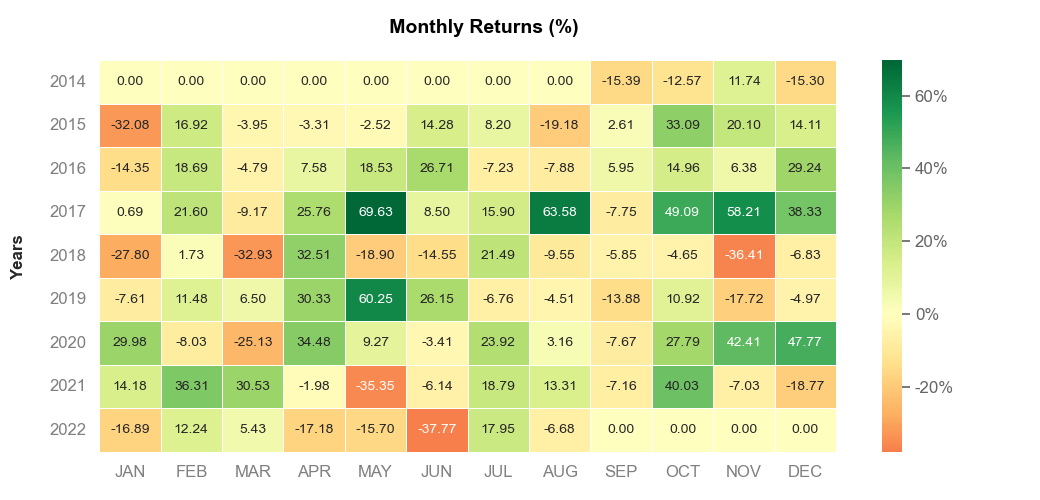 Monthly Returns (%)
Years
2014 0.00 0.00 0.00 0.00 0.00 0.00 0.00 0.00 -15.39 -12.57 11.74 -15.30
2015 -32.08 16.92 -3.95 -3.31 -2.52 14.28 8.20 -19.18 2.61 33.09 20.10 14.11
2016 -14.35 18.69 -4.79 7.58 18.53 26.71 -7.23 -7.88 5.95 14.96 6.38 29.24
2017 0.69 21.60 -9.17 25.76 69.63 8.50 15.90 63.58 -7.75 49.09 58.21 38.33
2018 -27.80 1.73 -32.93 32.51 -18.90 -14.55 21.49 -9.55 -5.85 -4.65 -36.41 -6.83
2019 -7.61 11.48 6.50 30.33 60.25 26.15 -6.76 -4.51 -13.88 10.92 -17.72 -4.97
2020 29.98 -8.03 -25.13 34.48 9.27 -3.41 23.92 3.16 -7.67 27.79 42.41 47.77
2021 14.18 36.31 30.53 -1.98 -35.35 -6.14 18.79 13.31 -7.16 40.03 -7.03 -18.77
2022 -16.89 12.24 5.43 -17.18 -15.70 -37.77 17.95 -6.68 0.00 0.00 0.00 0.00
JAN FEB MAR APR MAY JUN JUL AUG SEP OCT NOV DEC
60%
40%
20%
0%
-20%